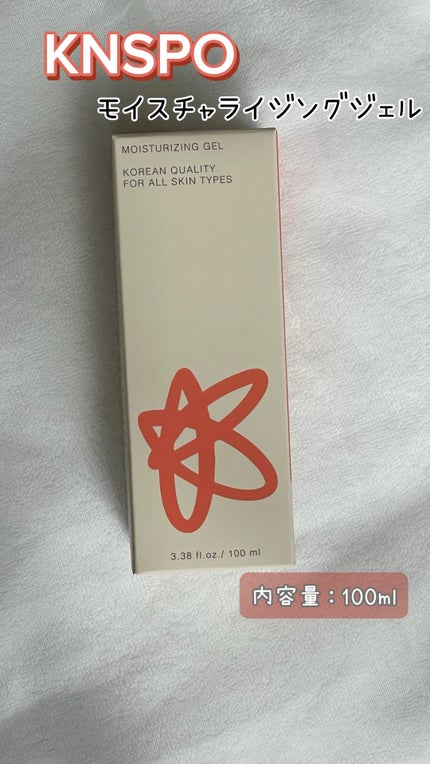 KNSPO
モイスチャライジングジェル
MOISTURIZING GEL
KOREAN QUALITY
FOR ALL SKIN TYPES
3.38 fl.oz./ 100 ml
内容量：100ml